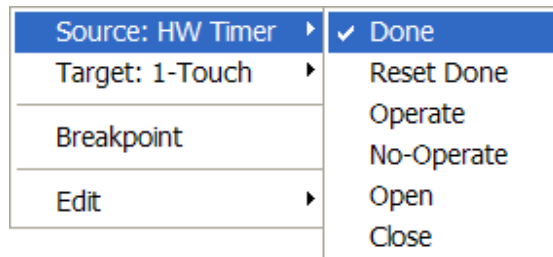 Source: HW Timer
Target: 1-Touch
Breakpoint
Edit
Done
Reset Done
Operate
No-Operate
Open
Close